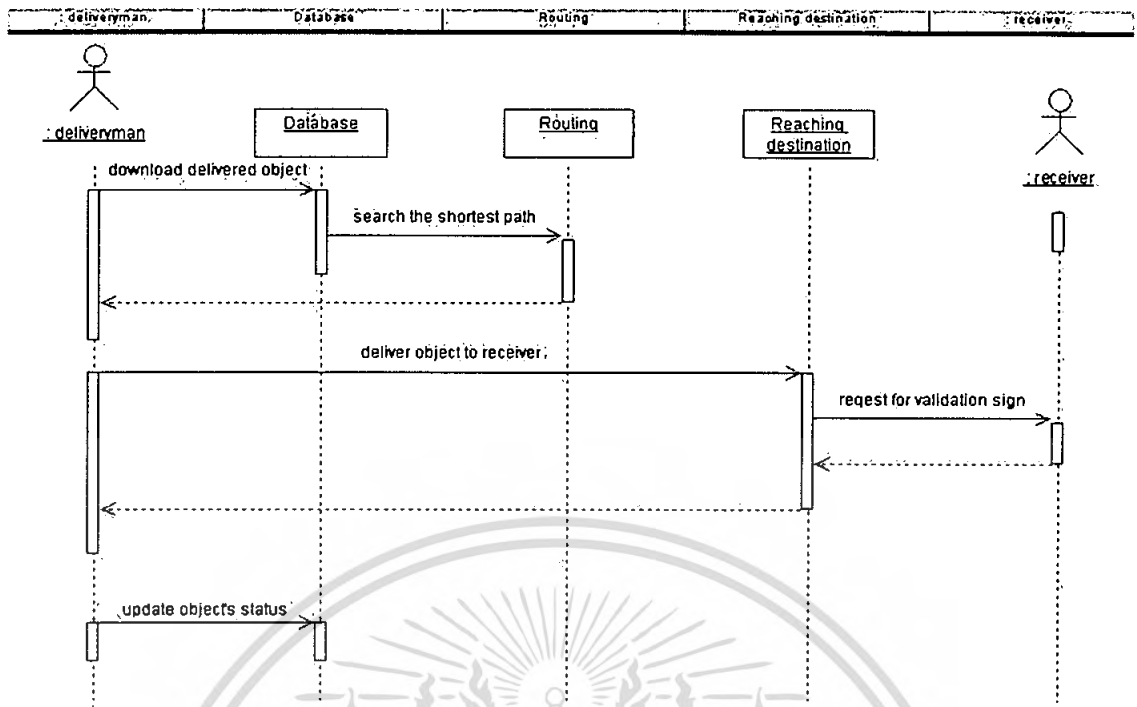 : deliveryman
Database
Routing
Reaching destination
: receiver
: deliveryman
Database
Routing
Reaching
destination
: receiver
download delivered object
search the shortest path
deliver object to receiver
reqest for validation sign
update object's status